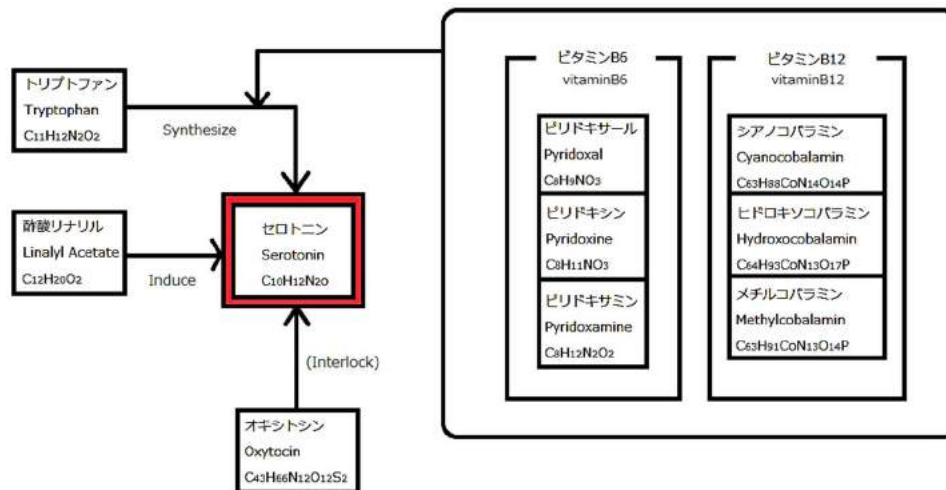 トリプトファン
Tryptophan
C11H12N2O2
Synthesize
酢酸リナリル
Linalyl Acetate
C12H20O2
Induce
セロトニン
Serotonin
C10H12N2O
(Interlock)
オキシトシン
Oxytocin
C43H66N12O12S2
ビタミンB6
vitaminB6
ピリドキサール
Pyridoxal
C8H9NO3
ピリドキシン
Pyridoxine
C8H11NO3
ピリドキサミン
Pyridoxamine
C8H12N2O2
ビタミンB12
vitaminB12
シアノコバラミン
Cyanocobalamin
C63H88CoN14O14P
ヒドロキソコバラミン
Hydroxocobalamin
C64H93CoN13O17P
メチルコバラミン
Methylcobalamin
C63H91CoN13O14P